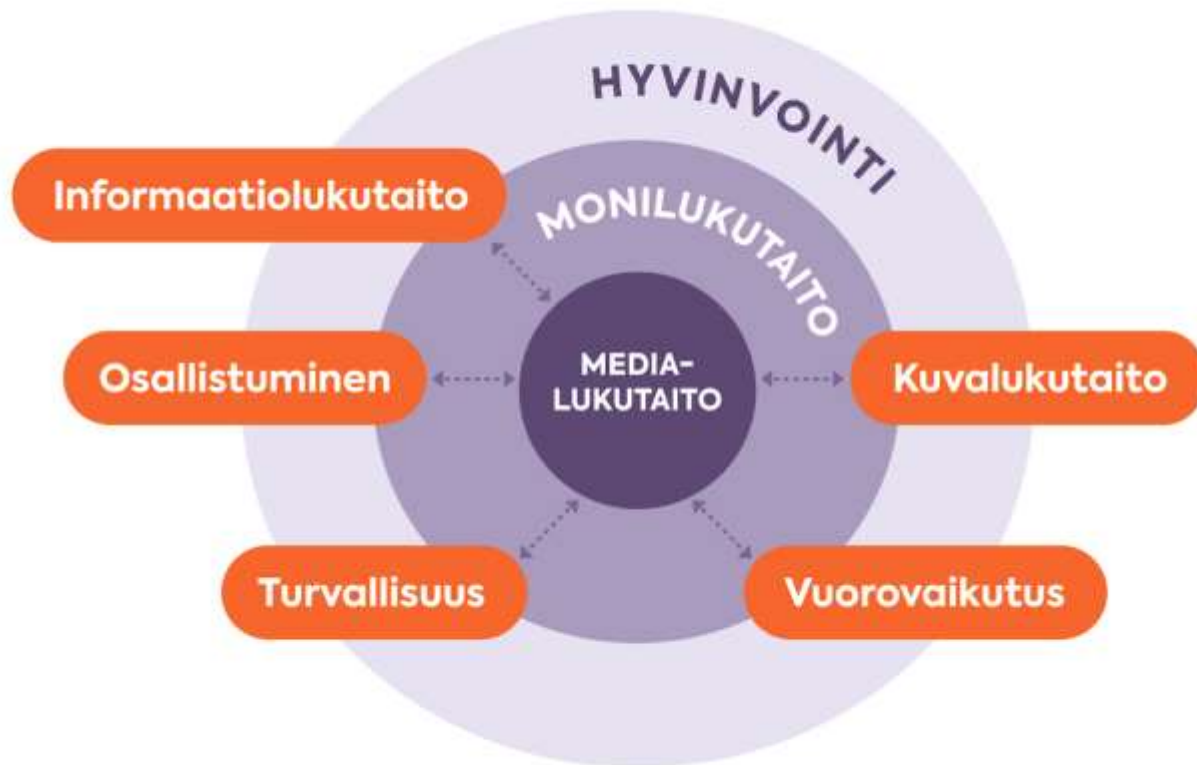 HYVINVOINTI
Informaatiolukutaito
MONILUKUTAITO
MEDIA-
LUKUTAITO
Osallistuminen
Kuvalukutaito
Turvallisuus
Vuorovaikutus